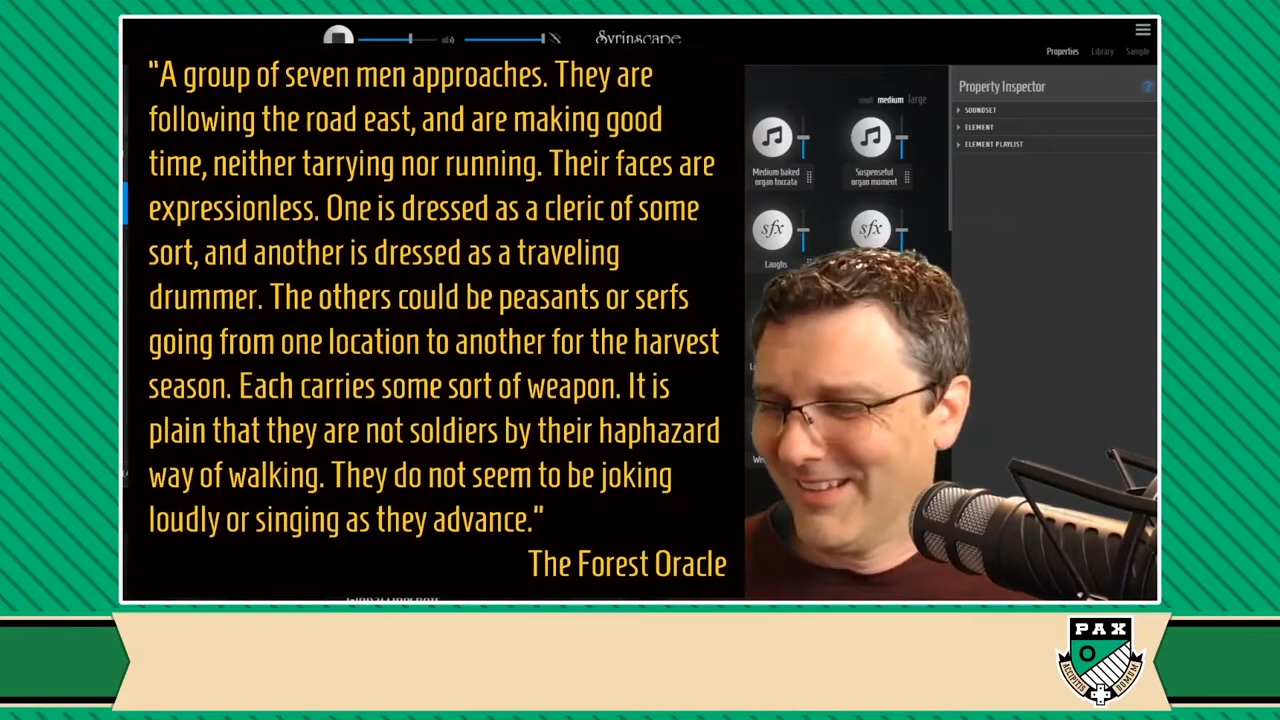 Syrinscape
Properties Library Sample
"A group of seven men approaches. They are
following the road east, and are making good
time, neither tarrying nor running. Their faces are
expressionless. One is dressed as a cleric of some
sort, and another is dressed as a traveling
drummer. The others could be peasants or serfs
going from one location to another for the harvest
season. Each carries some sort of weapon. It is
plain that they are not soldiers by their haphazard
way of walking. They do not seem to be joking
loudly or singing as they advance."
The Forest Oracle
small medium large
Medium baked
organ toccata
Suspenseful
organ moment
sfx
sfx
Laughs
Property Inspector
?
SOUNDSET
ELEMENT
ELEMENT PLAYLIST
PAX
O
ACCIPITIS
DOMUM